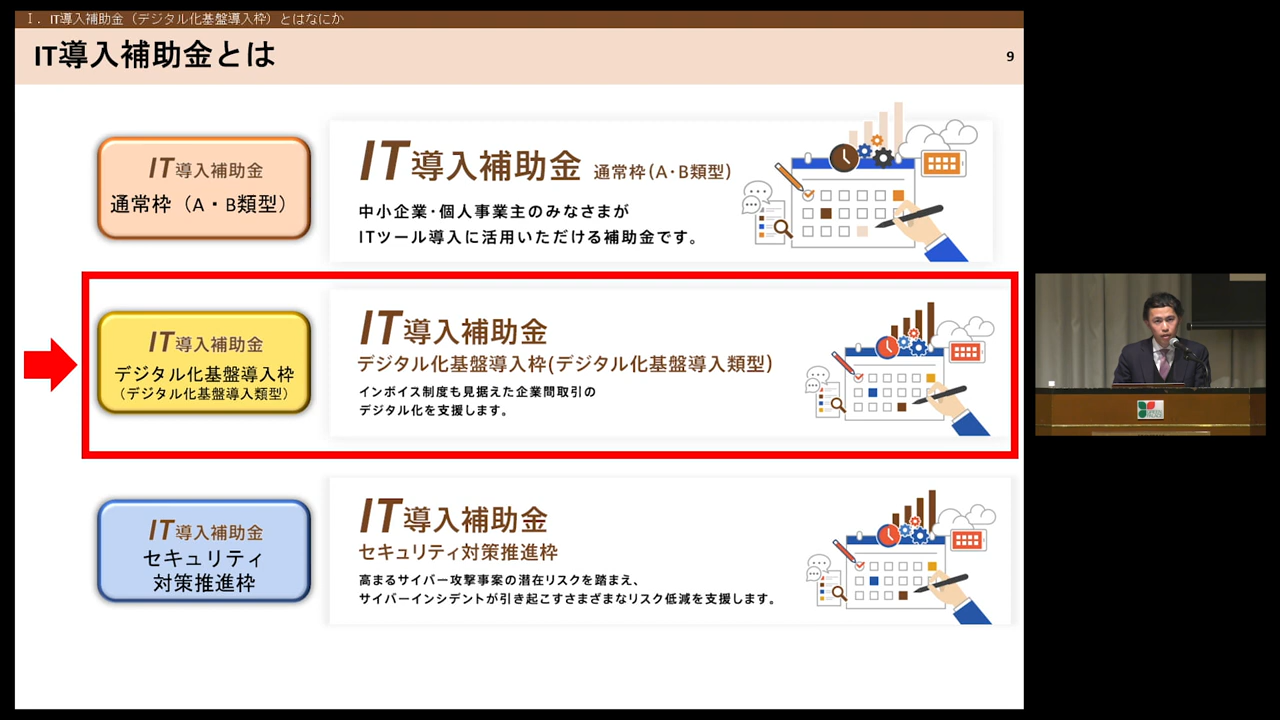 Ⅰ．IT導入補助金（デジタル化基盤導入枠）とはなにか
IT導入補助金とは
9
IT導入補助金
通常枠（A・B類型）
IT導入補助金 通常枠(A・B類型)
中小企業・個人事業主のみなさまが
ITツール導入に活用いただける補助金です。
IT導入補助金
デジタル化基盤導入枠
（デジタル化基盤導入類型）
IT導入補助金
デジタル化基盤導入枠(デジタル化基盤導入類型)
インボイス制度も見据えた企業間取引の
デジタル化を支援します。
IT導入補助金
セキュリティ
対策推進枠
IT導入補助金
セキュリティ対策推進枠
高まるサイバー攻撃事案の潜在リスクを踏まえ、
サイバーインシデントが引き起こすさまざまなリスク低減を支援します。